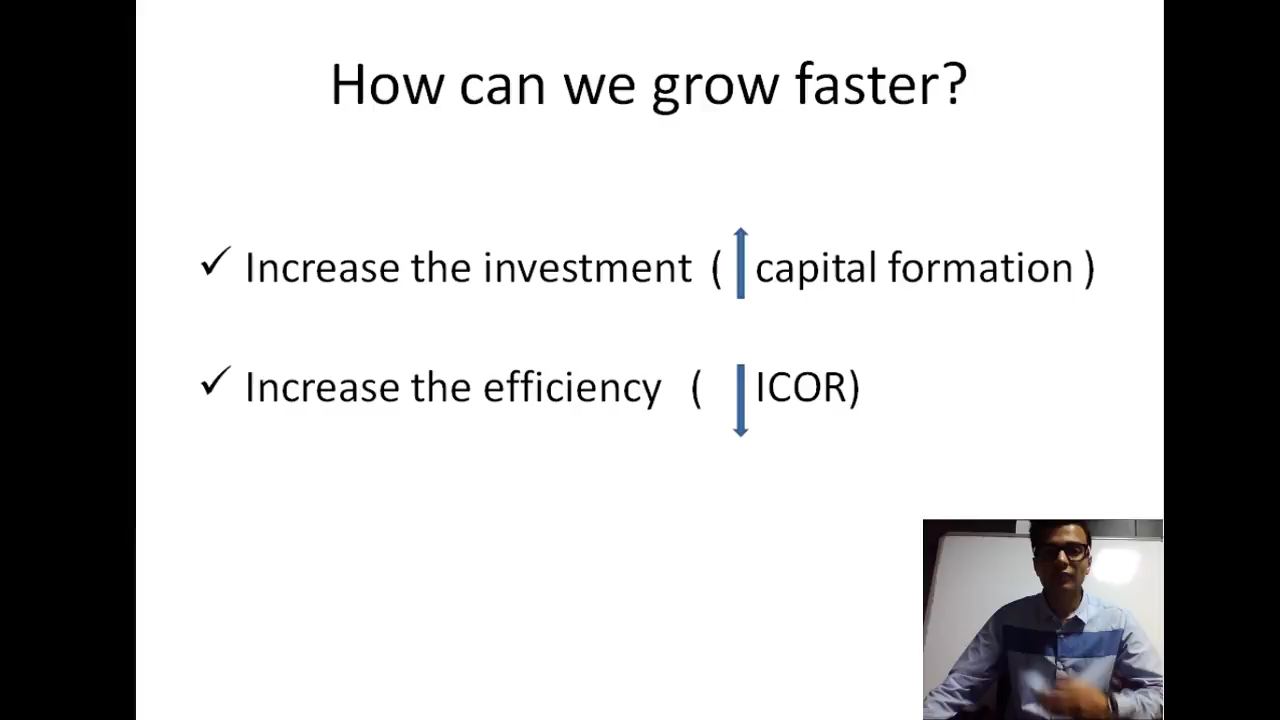 How can we grow faster?
✓ Increase the investment ( capital formation )
✓ Increase the efficiency ( ICOR)